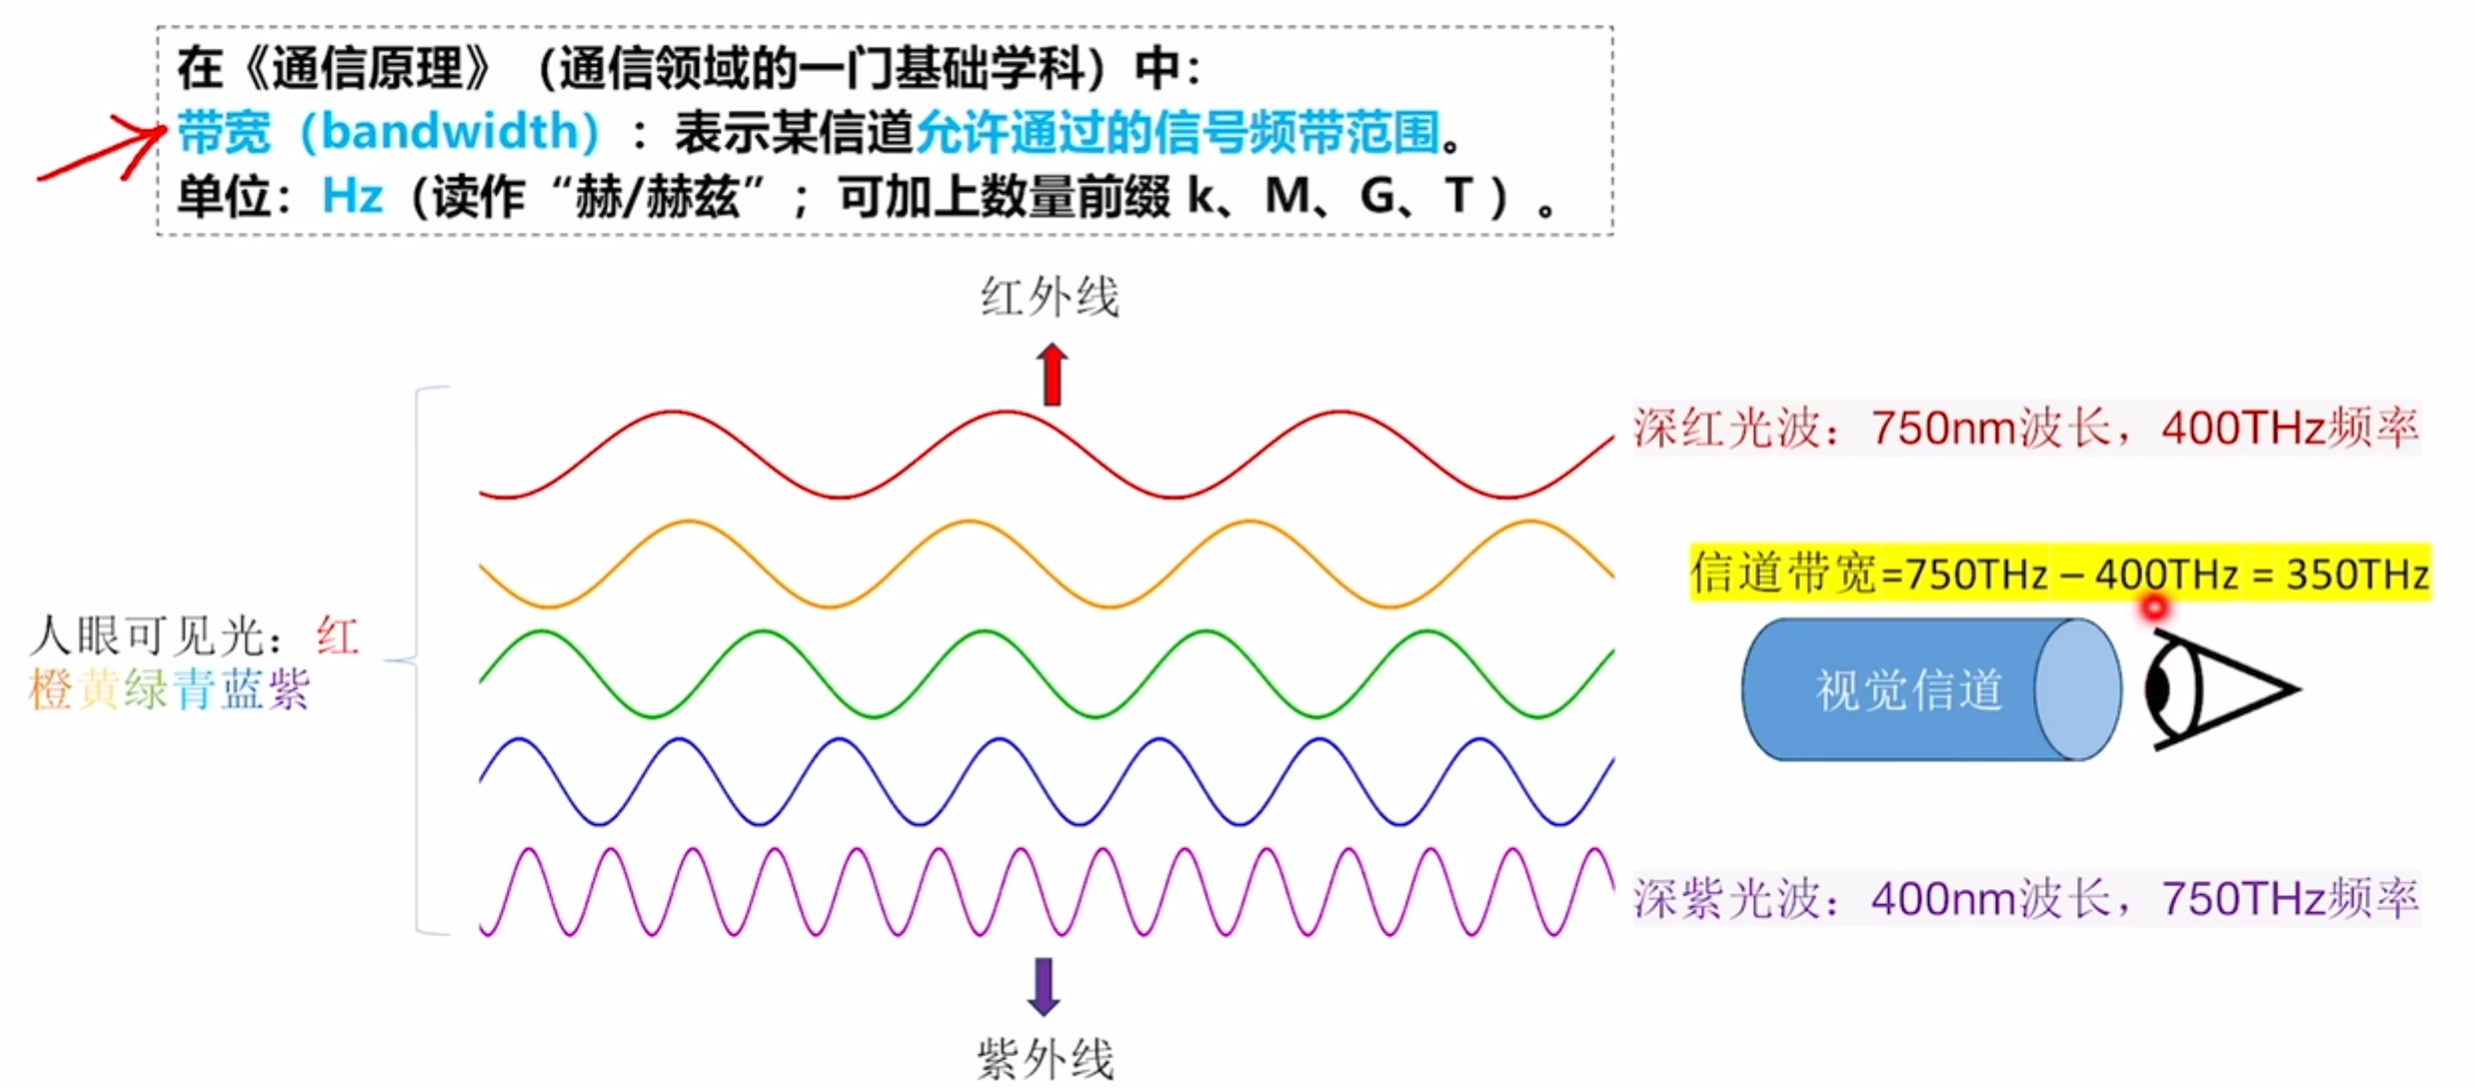 在《通信原理》（通信领域的一门基础学科）中：
带宽（bandwidth）：表示某信道允许通过的信号频带范围。
单位：Hz（读作“赫/赫兹”；可加上数量前缀 k、M、G、T ）。
红外线
深红光波：750nm波长，400THz频率
信道带宽=750THz – 400THz = 350THz
人眼可见光：红
橙黄绿青蓝紫
视觉信道
深紫光波：400nm波长，750THz频率
紫外线